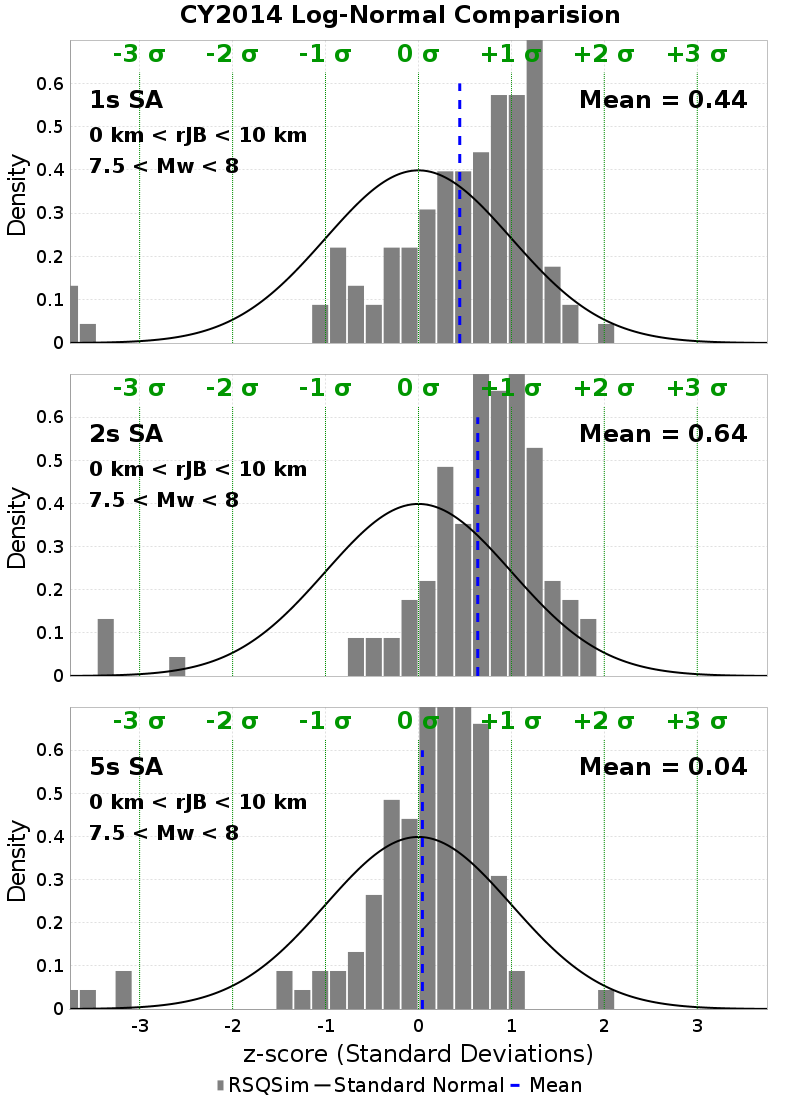 CY2014 Log-Normal Comparision
-3 σ -2 σ -1 σ 0 σ +1 σ +2 σ +3 σ
1s SA
Mean = 0.44
0 km < rJB < 10 km
7.5 < Mw < 8
Density
0.6
0.5
0.4
0.3
0.2
0.1
0
-3 σ -2 σ -1 σ 0 σ +1 σ +2 σ +3 σ
2s SA
Mean = 0.64
0 km < rJB < 10 km
7.5 < Mw < 8
Density
0.6
0.5
0.4
0.3
0.2
0.1
0
-3 σ -2 σ -1 σ 0 σ +1 σ +2 σ +3 σ
5s SA
Mean = 0.04
0 km < rJB < 10 km
7.5 < Mw < 8
Density
0.6
0.5
0.4
0.3
0.2
0.1
0
-3 -2 -1 0 1 2 3
z-score (Standard Deviations)
RSQSim Standard Normal Mean